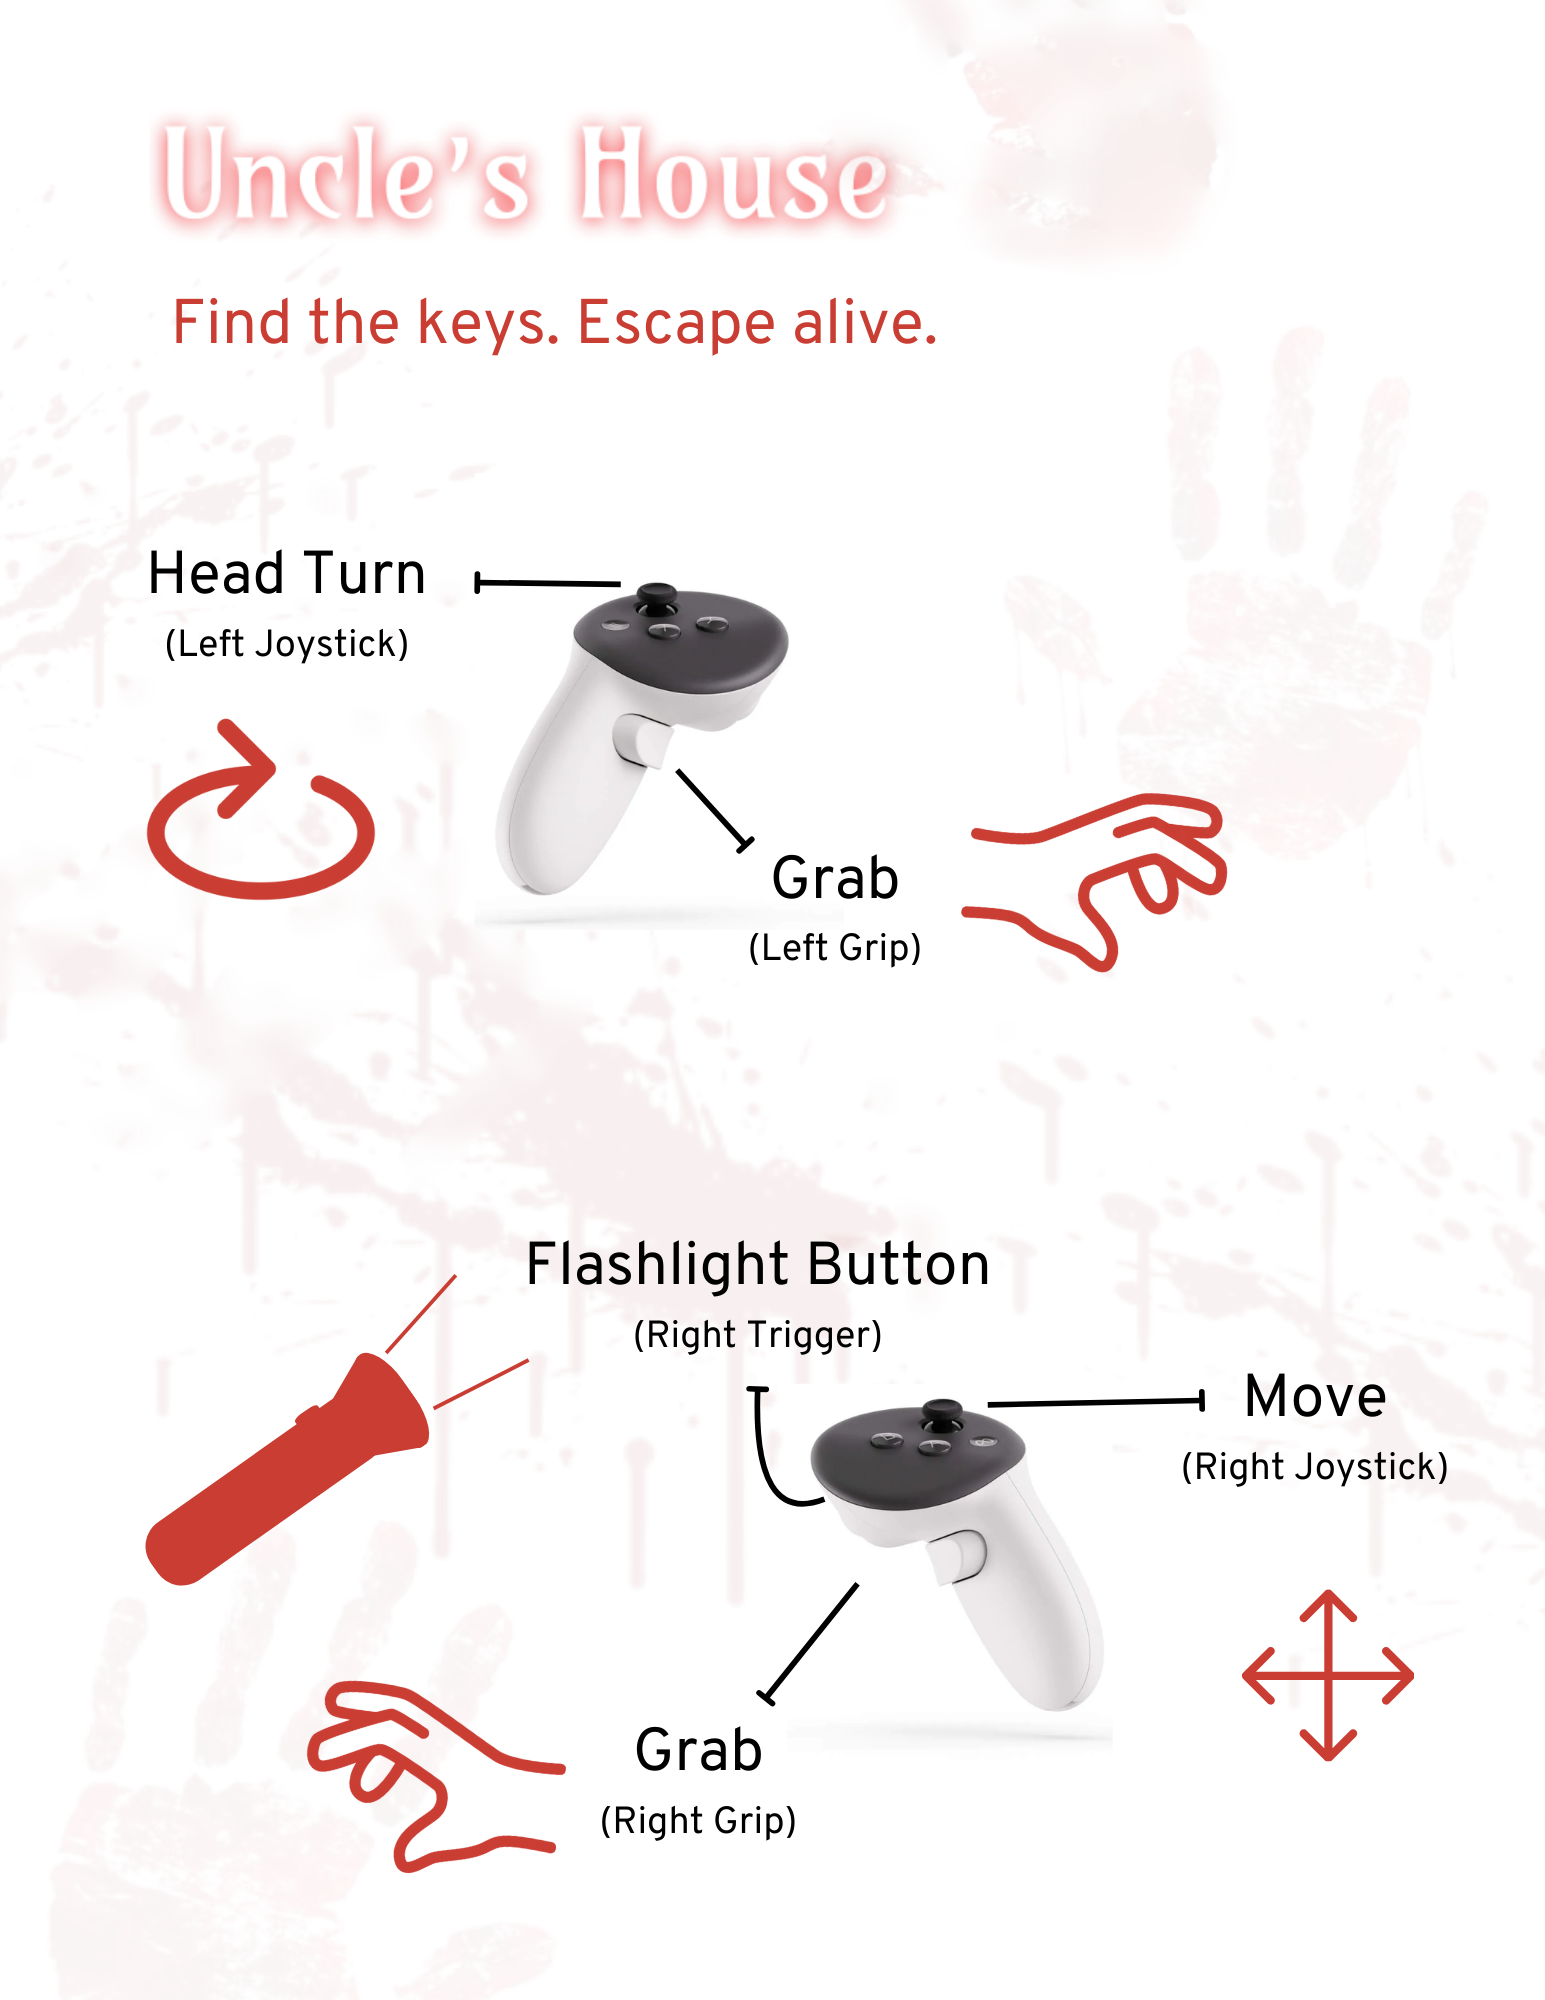 Uncle's House
Find the keys. Escape alive.
Head Turn
(Left Joystick)
Grab
(Left Grip)
Flashlight Button
(Right Trigger)
Move
(Right Joystick)
Grab
(Right Grip)